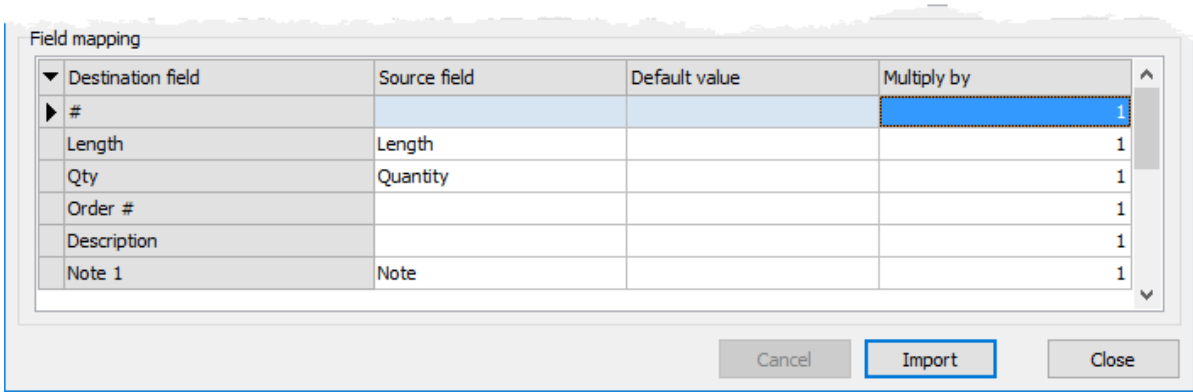 Field mapping
Destination field Source field Default value Multiply by
# 1
Length Length 1
Qty Quantity 1
Order # 1
Description 1
Note 1 Note 1
Cancel Import Close